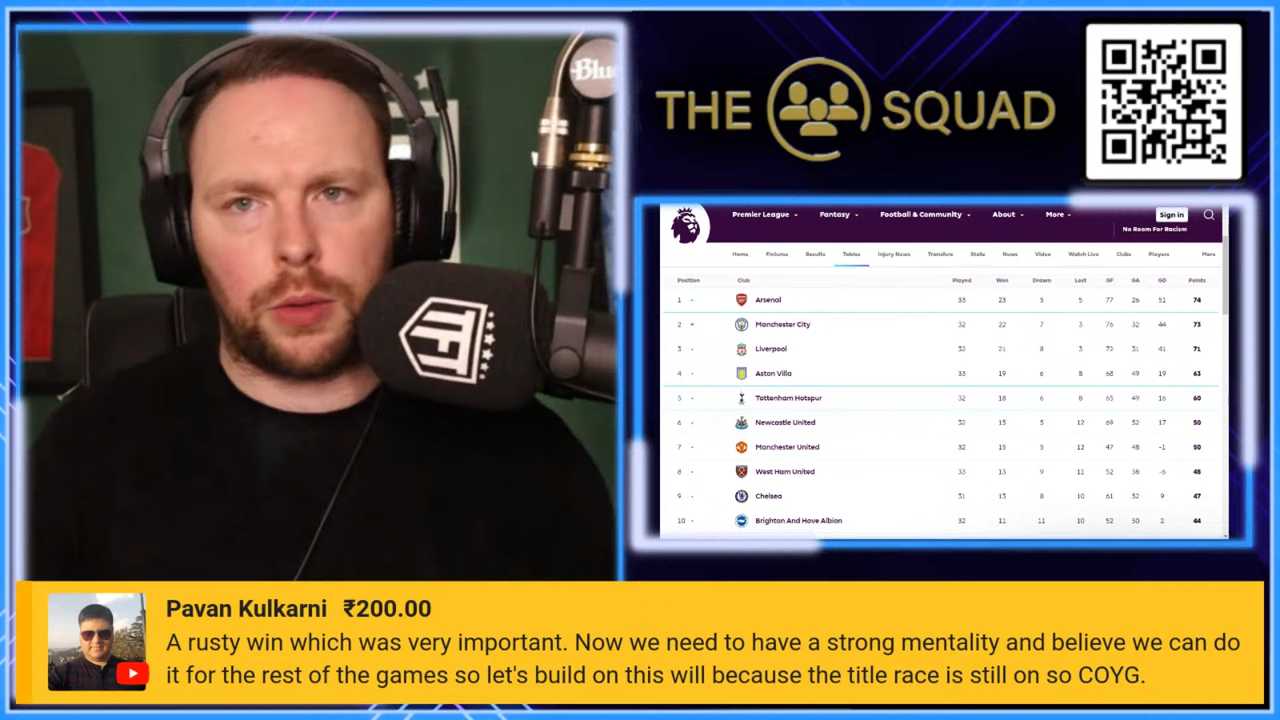 THE SQUAD
Blue
TFT
Premier League Fantasy Football & Community About More Sign in
No Room For Racism
Home Fixtures Results Tables Injury News Transfers Stats News Video Watch Live Clubs Players More
Position Club Played Won Drawn Lost GF GA GD Points
1 Arsenal 33 23 5 5 77 26 51 74
2 Manchester City 32 22 7 3 76 32 44 73
3 Liverpool 32 21 8 3 72 31 41 71
4 Aston Villa 33 19 6 8 68 49 19 63
5 Tottenham Hotspur 32 18 6 8 65 49 16 60
6 Newcastle United 32 15 5 12 69 52 17 50
7 Manchester United 32 15 5 12 47 48 -1 50
8 West Ham United 33 13 9 11 52 58 -6 48
9 Chelsea 31 13 8 10 61 52 9 47
10 Brighton And Hove Albion 32 11 11 10 52 50 2 44
Pavan Kulkarni ₹200.00
A rusty win which was very important. Now we need to have a strong mentality and believe we can do
it for the rest of the games so let's build on this will because the title race is still on so COYG.